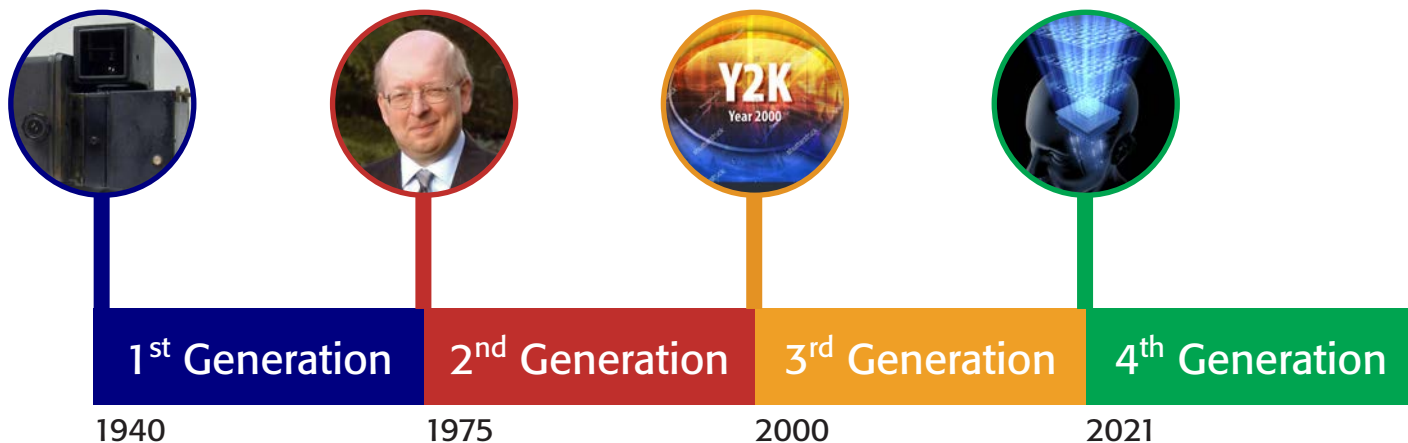 Y2K
Year 2000
1st Generation
2nd Generation
3rd Generation
4th Generation
1940
1975
2000
2021